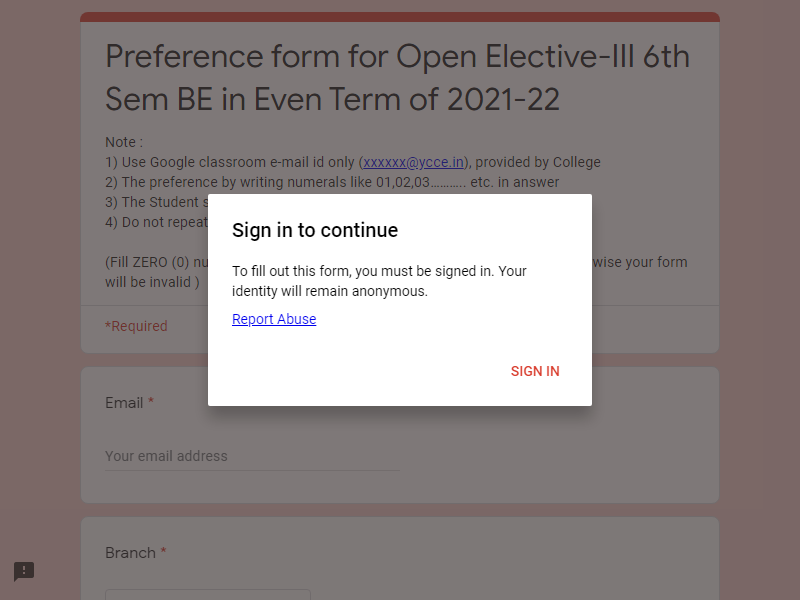 Preference form for Open Elective-III 6th
Sem BE in Even Term of 2021-22
Note :
1) Use Google classroom e-mail id only (xxxxxx@ycce.in), provided by College
2) The preference by writing numerals like 01,02,03……….. etc. in answer
3) The Student
4) Do not repeat
(Fill ZERO (0) wise your form
will be invalid )
*Required
Sign in to continue
To fill out this form, you must be signed in. Your
identity will remain anonymous.
Report Abuse
SIGN IN
Email *
Your email address
Branch *